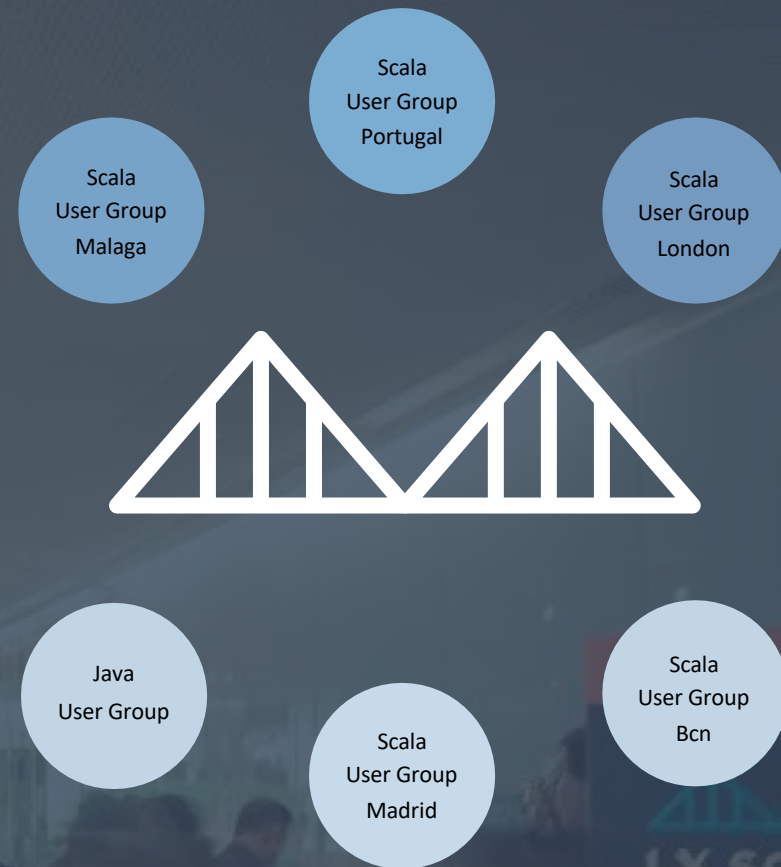 Scala
User Group
Portugal
Scala
User Group
Malaga
Scala
User Group
London
Java
User Group
Scala
User Group
Madrid
Scala
User Group
Bcn